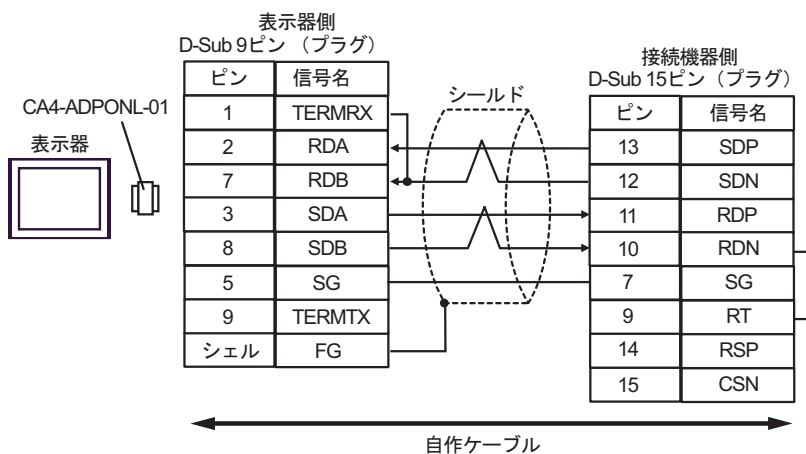 表示器側
D-Sub 9ピン （プラグ）
接続機器側
D-Sub 15ピン（プラグ）
CA4-ADPONL-01
表示器
シールド
ピン 信号名
1 TERMRX
2 RDA
7 RDB
3 SDA
8 SDB
5 SG
9 TERMTX
シェル FG
ピン 信号名
13 SDP
12 SDN
11 RDP
10 RDN
7 SG
9 RT
14 RSP
15 CSN
自作ケーブル